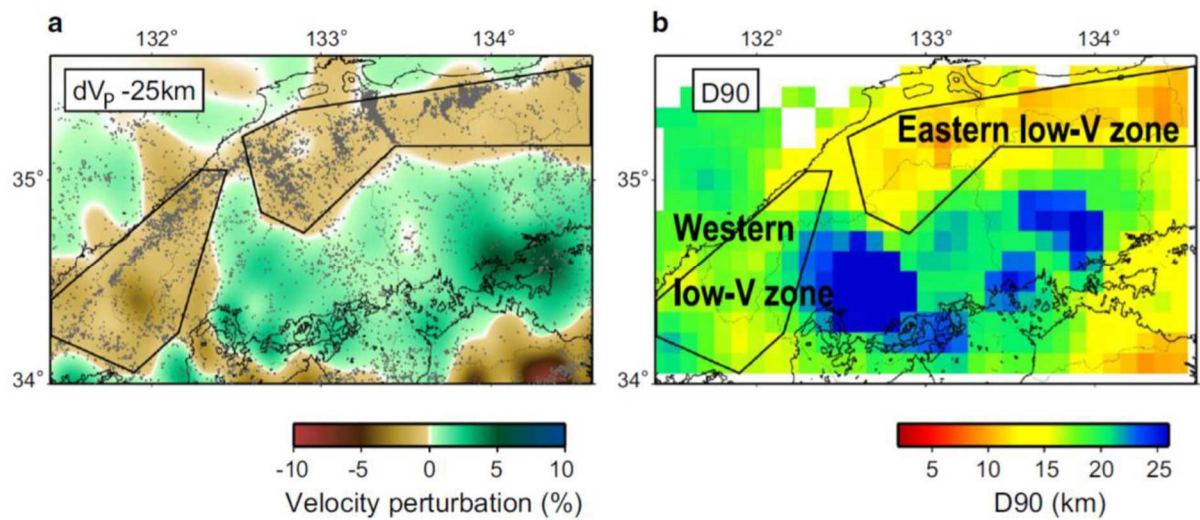 a
132° 133° 134°
dVP -25km
35°
34°
-10 -5 0 5 10
Velocity perturbation (%)
b
132° 133° 134°
D90
Eastern low-V zone
35°
Western
low-V zone
34°
5 10 15 20 25
D90 (km)